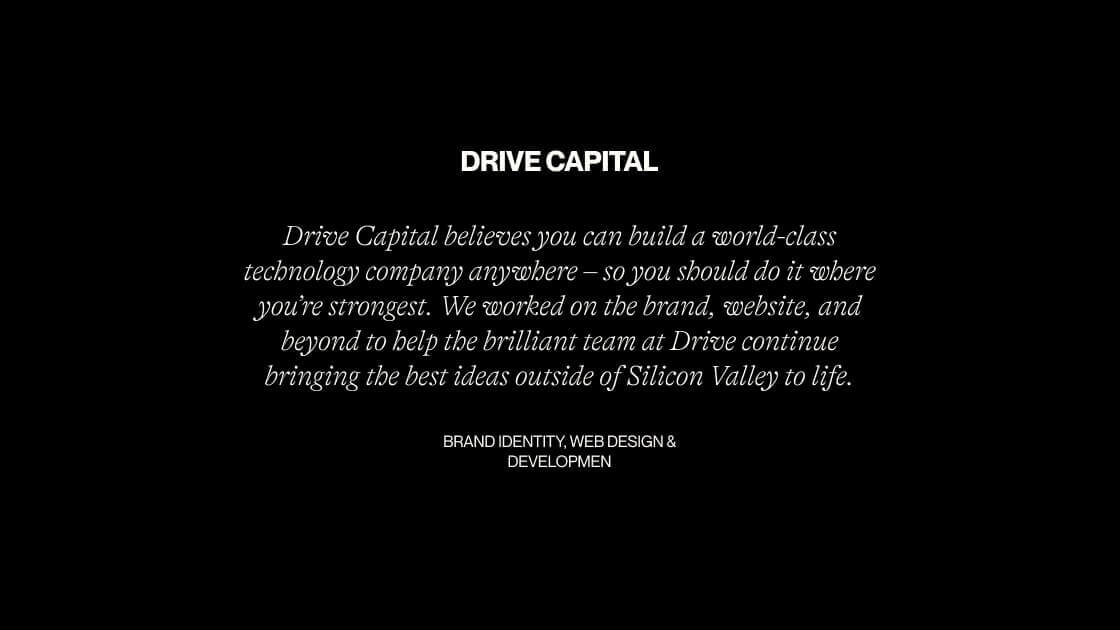 DRIVE CAPITAL
Drive Capital believes you can build a world-class
technology company anywhere – so you should do it where
you’re strongest. We worked on the brand, website, and
beyond to help the brilliant team at Drive continue
bringing the best ideas outside of Silicon Valley to life.
BRAND IDENTITY, WEB DESIGN &
DEVELOPMEN